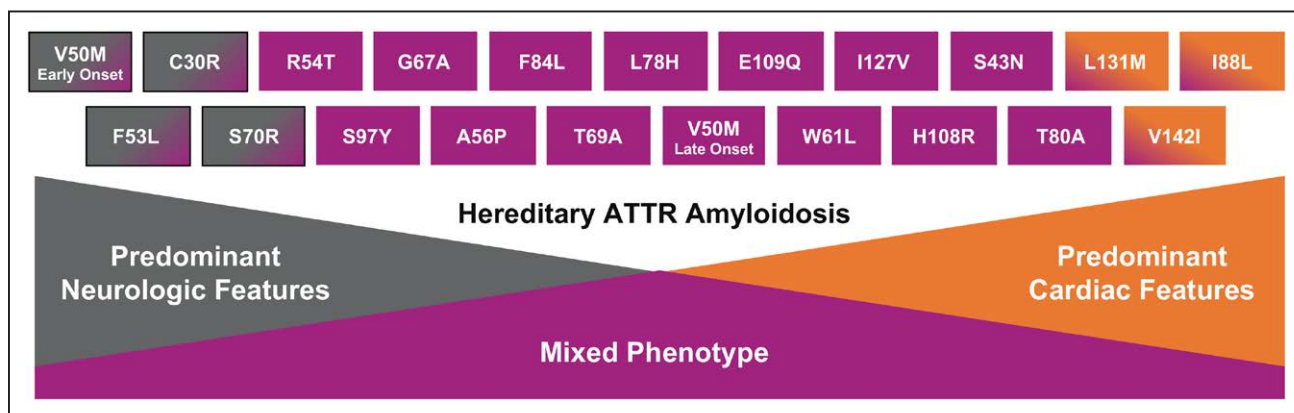 V50M C30R R54T G67A F84L L78H E109Q I127V S43N L131M I88L
Early Onset
F53L S70R S97Y A56P T69A V50M W61L H108R T80A V142I
Late Onset
Hereditary ATTR Amyloidosis
Predominant
Neurologic Features
Predominant
Cardiac Features
Mixed Phenotype